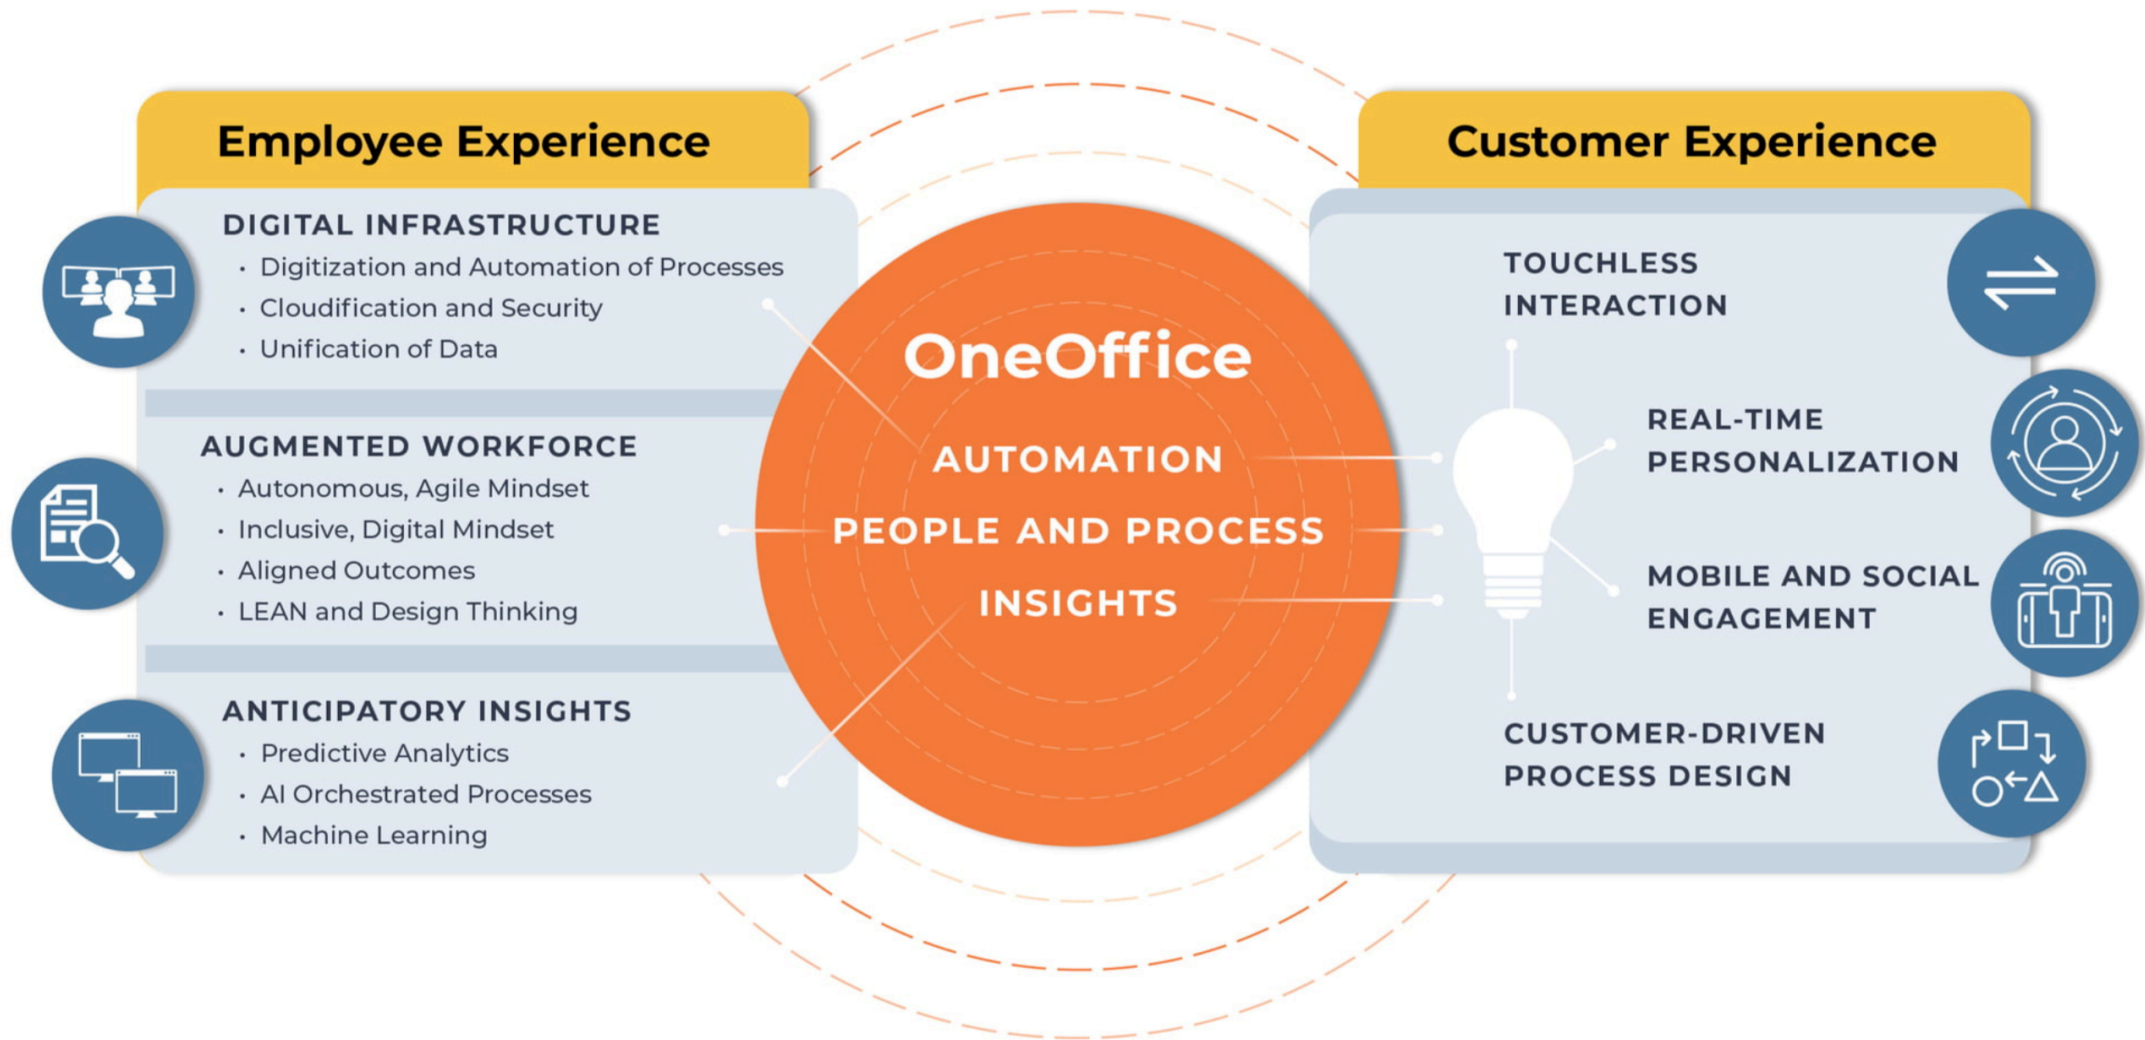 Employee Experience
DIGITAL INFRASTRUCTURE
• Digitization and Automation of Processes
• Cloudification and Security
• Unification of Data
AUGMENTED WORKFORCE
• Autonomous, Agile Mindset
• Inclusive, Digital Mindset
• Aligned Outcomes
• LEAN and Design Thinking
ANTICIPATORY INSIGHTS
• Predictive Analytics
• AI Orchestrated Processes
• Machine Learning
OneOffice
AUTOMATION
PEOPLE AND PROCESS
INSIGHTS
Customer Experience
TOUCHLESS
INTERACTION
REAL-TIME
PERSONALIZATION
MOBILE AND SOCIAL
ENGAGEMENT
CUSTOMER-DRIVEN
PROCESS DESIGN